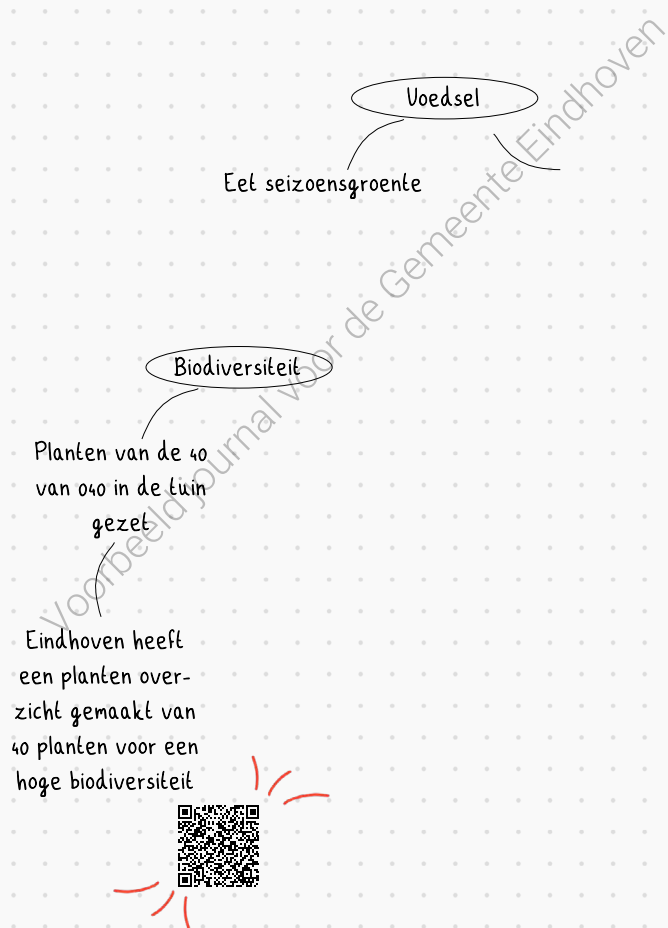 Voedsel
Eet seizoensgroente
Biodiversiteit
Planten van de 40
van 040 in de tuin
gezet
Eindhoven heeft
een planten over-
zicht gemaakt van
40 planten voor een
hoge biodiversiteit
Voorbeeld journal voor de Gemeente Eindhoven